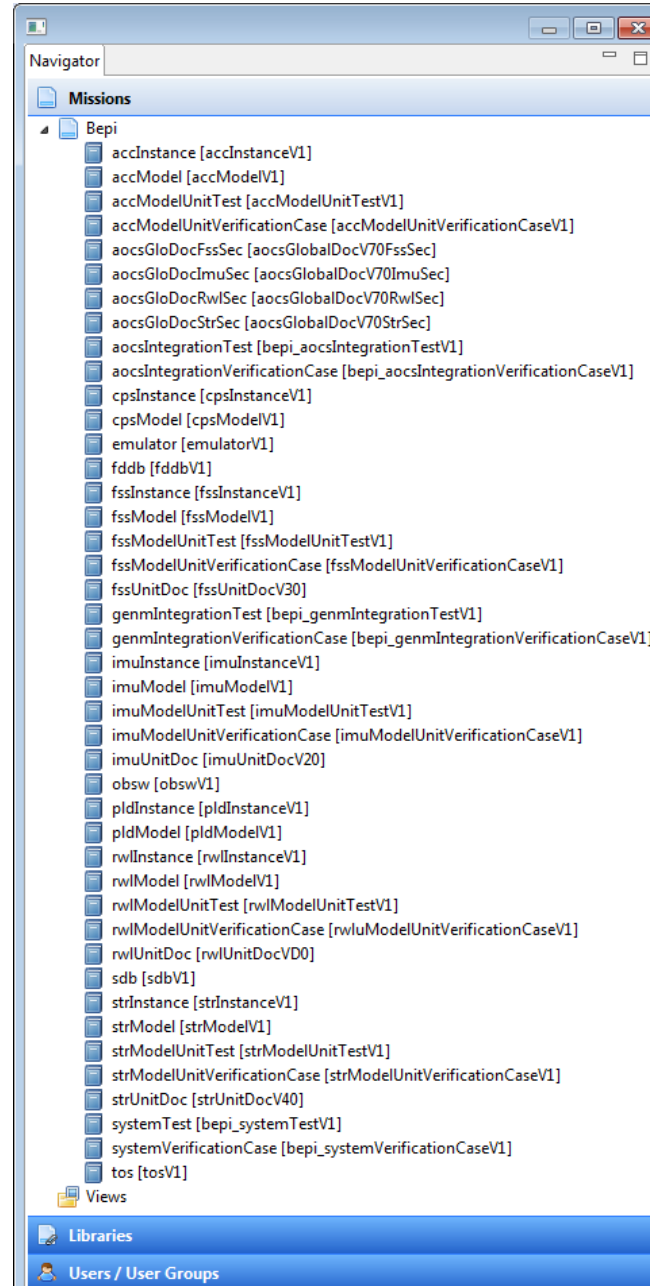 Navigator
Missions
Bepi
accInstance [accInstanceV1]
accModel [accModelV1]
accModelUnitTest [accModelUnitTestV1]
accModelUnitVerificationCase [accModelUnitVerificationCaseV1]
aocsGloDocFssSec [aocsGlobalDocV70FssSec]
aocsGloDocImuSec [aocsGlobalDocV70ImuSec]
aocsGloDocRwlSec [aocsGlobalDocV70RwlSec]
aocsGloDocStrSec [aocsGlobalDocV70StrSec]
aocsIntegrationTest [bepi_aocsIntegrationTestV1]
aocsIntegrationVerificationCase [bepi_aocsIntegrationVerificationCaseV1]
cpsInstance [cpsInstanceV1]
cpsModel [cpsModelV1]
emulator [emulatorV1]
fddb [fddbV1]
fssInstance [fssInstanceV1]
fssModel [fssModelV1]
fssModelUnitTest [fssModelUnitTestV1]
fssModelUnitVerificationCase [fssModelUnitVerificationCaseV1]
fssUnitDoc [fssUnitDocV30]
genmIntegrationTest [bepi_genmIntegrationTestV1]
genmIntegrationVerificationCase [bepi_genmIntegrationVerificationCaseV1]
imuInstance [imuInstanceV1]
imuModel [imuModelV1]
imuModelUnitTest [imuModelUnitTestV1]
imuModelUnitVerificationCase [imuModelUnitVerificationCaseV1]
imuUnitDoc [imuUnitDocV20]
obsw [obswV1]
pldInstance [pldInstanceV1]
pldModel [pldModelV1]
rwlInstance [rwlInstanceV1]
rwlModel [rwlModelV1]
rwlModelUnitTest [rwlModelUnitTestV1]
rwlModelUnitVerificationCase [rwluModelUnitVerificationCaseV1]
rwlUnitDoc [rwlUnitDocVD0]
sdb [sdbV1]
strInstance [strInstanceV1]
strModel [strModelV1]
strModelUnitTest [strModelUnitTestV1]
strModelUnitVerificationCase [strModelUnitVerificationCaseV1]
strUnitDoc [strUnitDocV40]
systemTest [bepi_systemTestV1]
systemVerificationCase [bepi_systemVerificationCaseV1]
tos [tosV1]
Views
Libraries
Users / User Groups